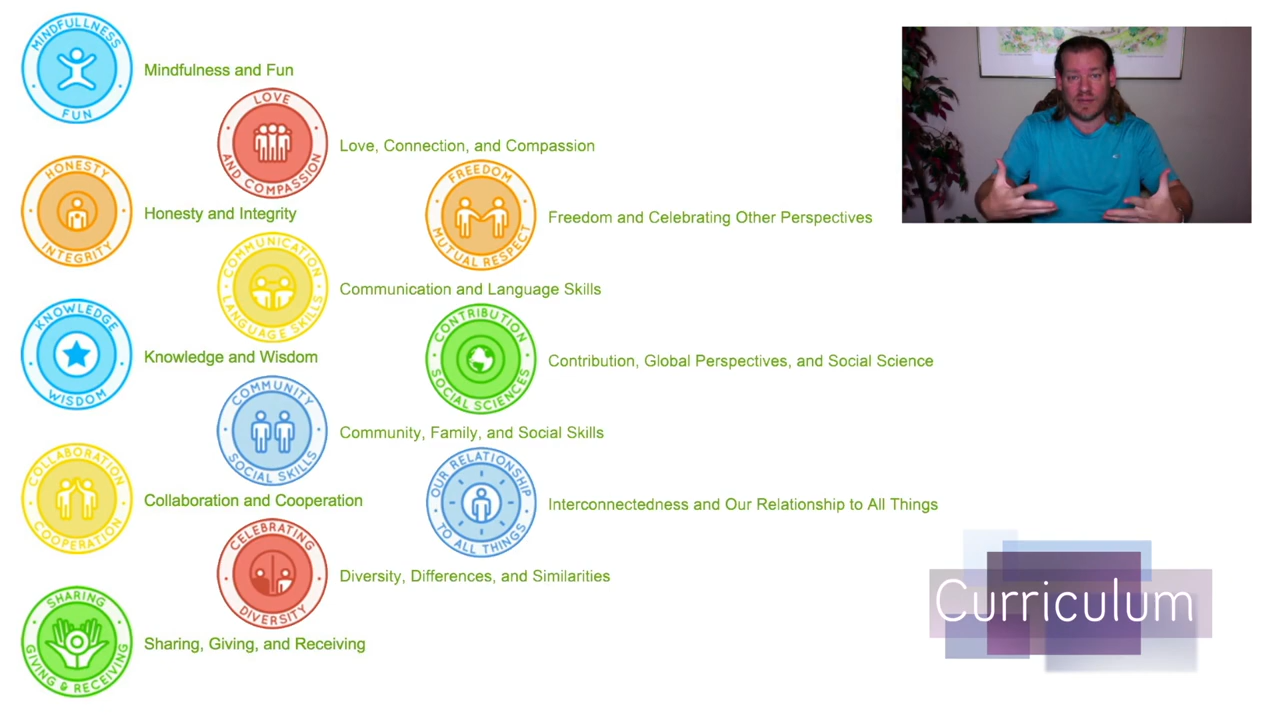 MINDFULLNESS
FUN
Mindfulness and Fun
LOVE
AND COMPASSION
Love, Connection, and Compassion
HONESTY
INTEGRITY
Honesty and Integrity
FREEDOM
MUTUAL RESPECT
Freedom and Celebrating Other Perspectives
COMMUNICATION
LANGUAGE SKILLS
Communication and Language Skills
KNOWLEDGE
WISDOM
Knowledge and Wisdom
CONTRIBUTION
SOCIAL SCIENCES
Contribution, Global Perspectives, and Social Science
COMMUNITY
SOCIAL SKILLS
Community, Family, and Social Skills
COLLABORATION
COOPERATION
Collaboration and Cooperation
OUR RELATIONSHIP
TO ALL THINGS
Interconnectedness and Our Relationship to All Things
CELEBRATING
DIVERSITY
Diversity, Differences, and Similarities
SHARING
GIVING & RECEIVING
Sharing, Giving, and Receiving
Curriculum